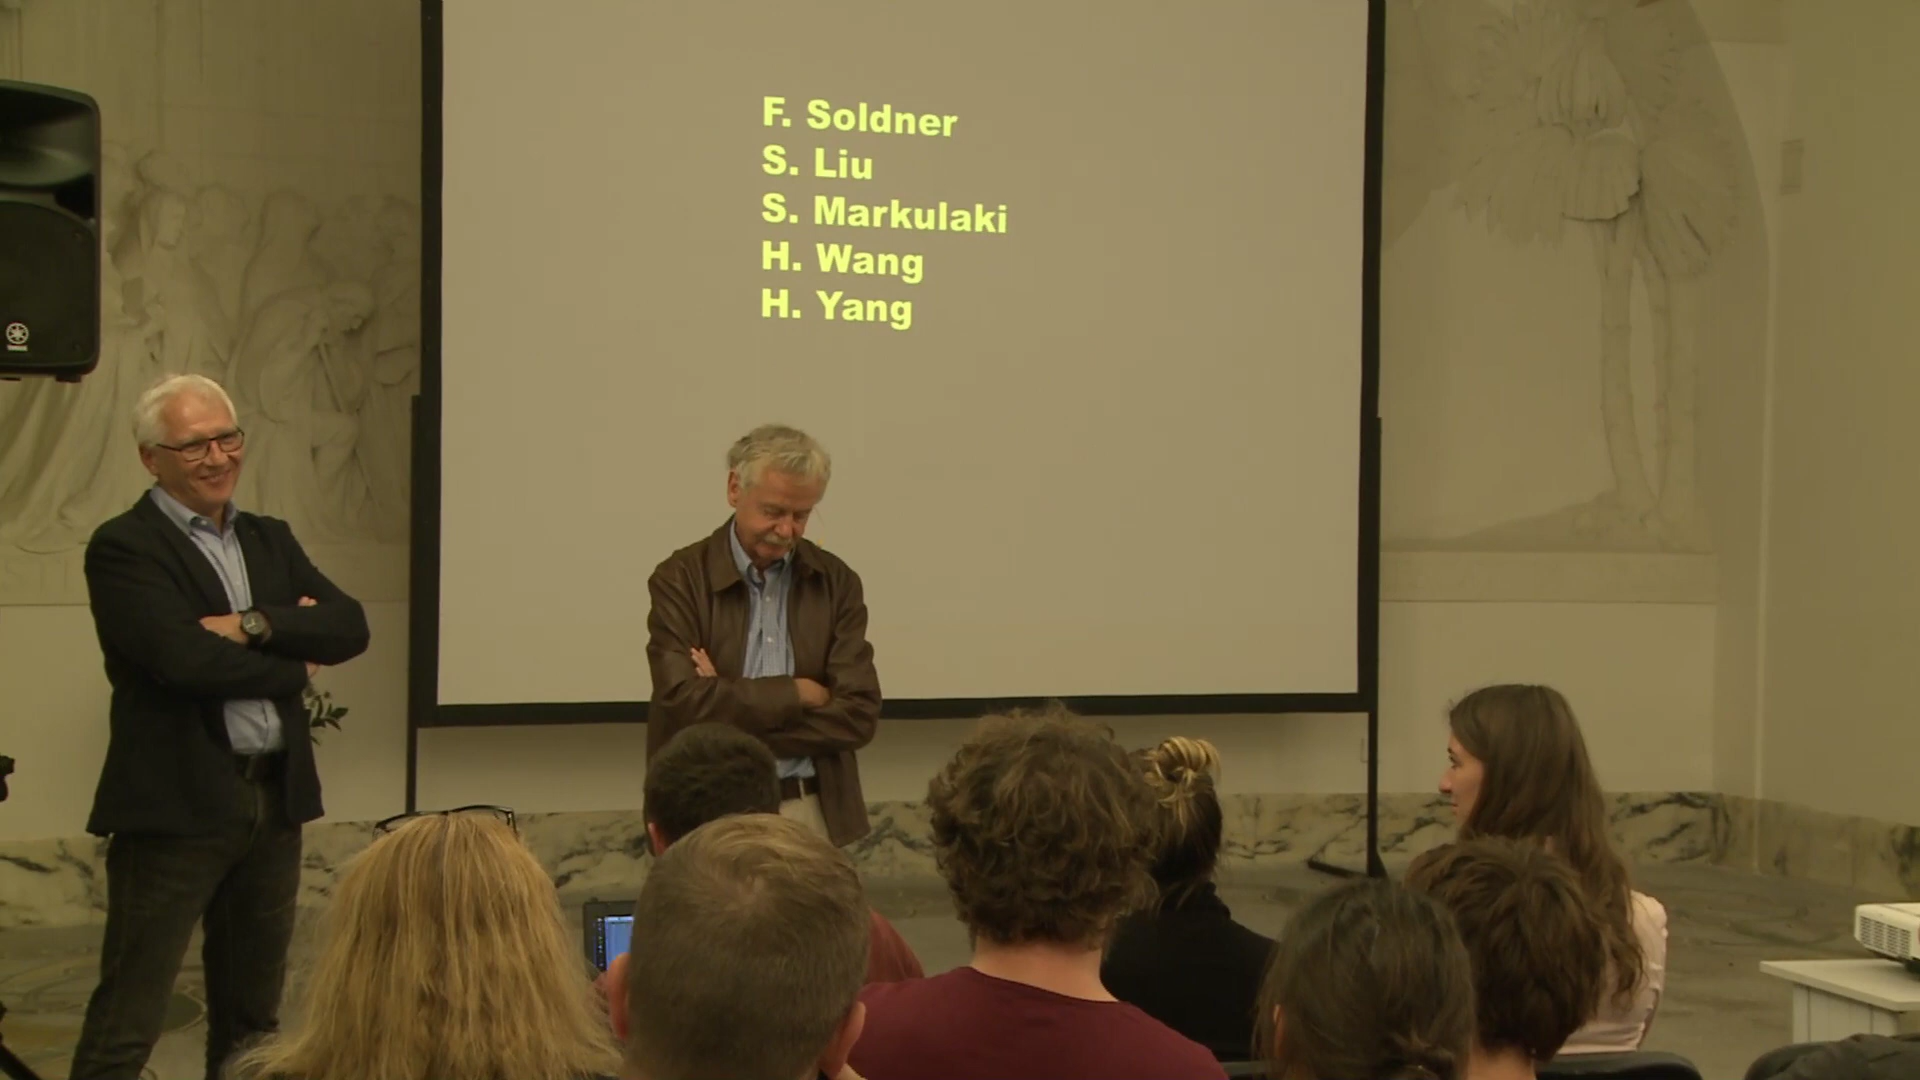 F. Soldner
S. Liu
S. Markulaki
H. Wang
H. Yang